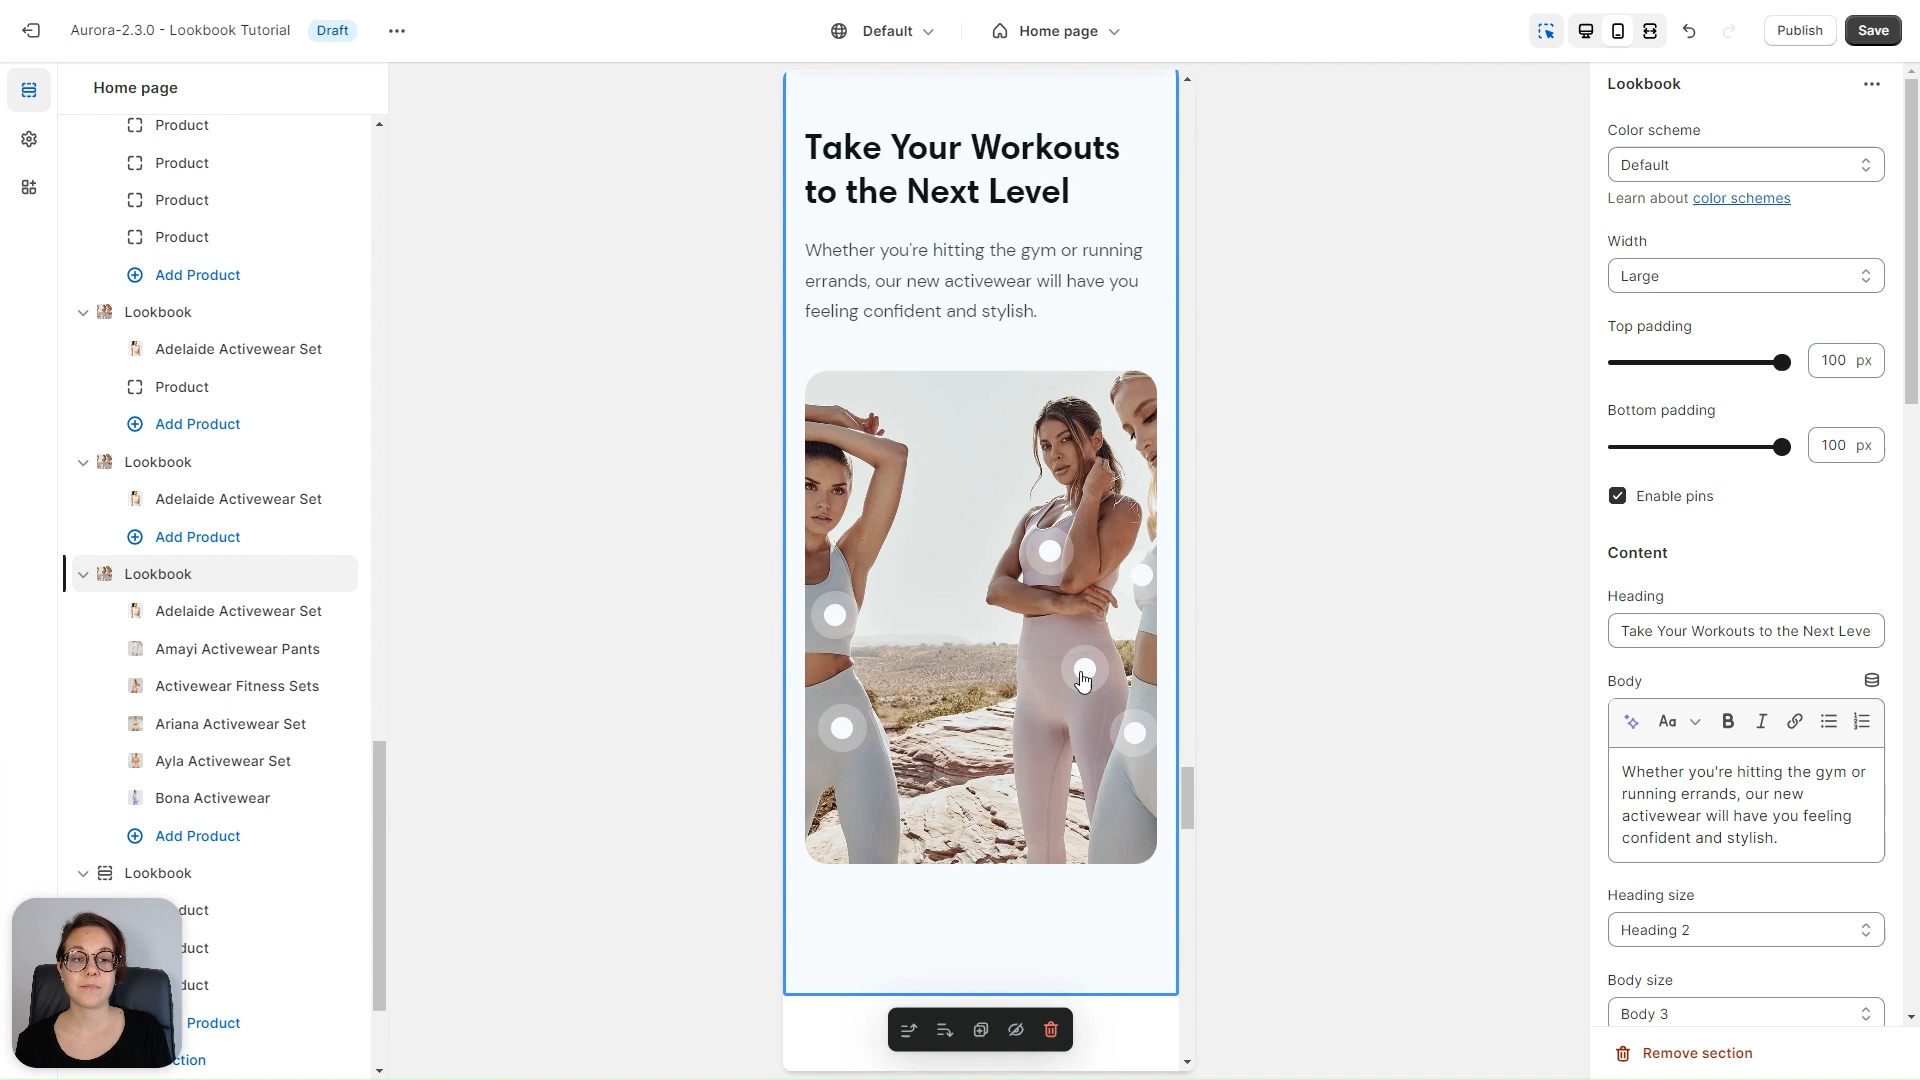 Aurora-2.3.0 - Lookbook Tutorial
Draft
Default
Home page
Publish
Save
Home page
Product
Product
Product
Product
Add Product
Lookbook
Adelaide Activewear Set
Product
Add Product
Lookbook
Adelaide Activewear Set
Add Product
Lookbook
Adelaide Activewear Set
Amayi Activewear Pants
Activewear Fitness Sets
Ariana Activewear Set
Ayla Activewear Set
Bona Activewear
Add Product
Lookbook
duct
duct
duct
Product
ction
Take Your Workouts
to the Next Level
Whether you're hitting the gym or running
errands, our new activewear will have you
feeling confident and stylish.
Lookbook
Color scheme
Default
Learn about color schemes
Width
Large
Top padding
100 px
Bottom padding
100 px
Enable pins
Content
Heading
Take Your Workouts to the Next Leve
Body
Aa
B
I
Whether you're hitting the gym or
running errands, our new
activewear will have you feeling
confident and stylish.
Heading size
Heading 2
Body size
Body 3
Remove section